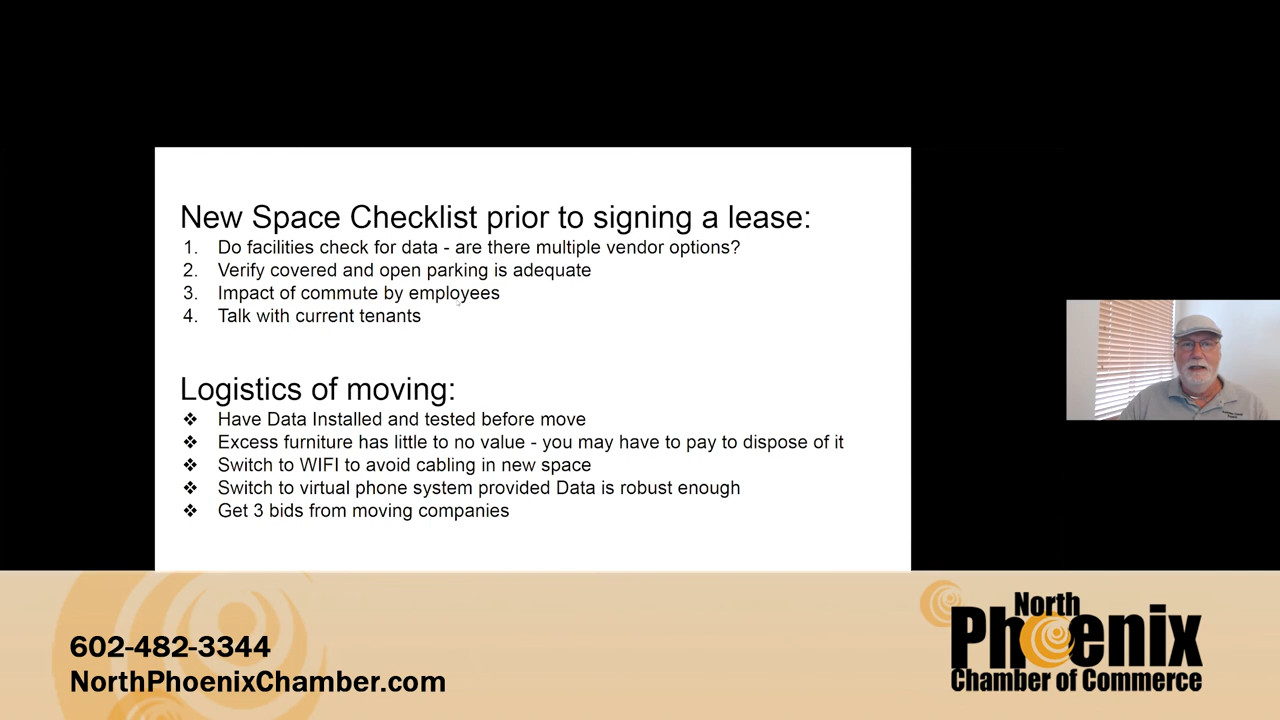 New Space Checklist prior to signing a lease:
1. Do facilities check for data - are there multiple vendor options?
2. Verify covered and open parking is adequate
3. Impact of commute by employees
4. Talk with current tenants
Logistics of moving:
❖ Have Data Installed and tested before move
❖ Excess furniture has little to no value - you may have to pay to dispose of it
❖ Switch to WIFI to avoid cabling in new space
❖ Switch to virtual phone system provided Data is robust enough
❖ Get 3 bids from moving companies
602-482-3344
NorthPhoenixChamber.com
North
Phoenix
Chamber of Commerce